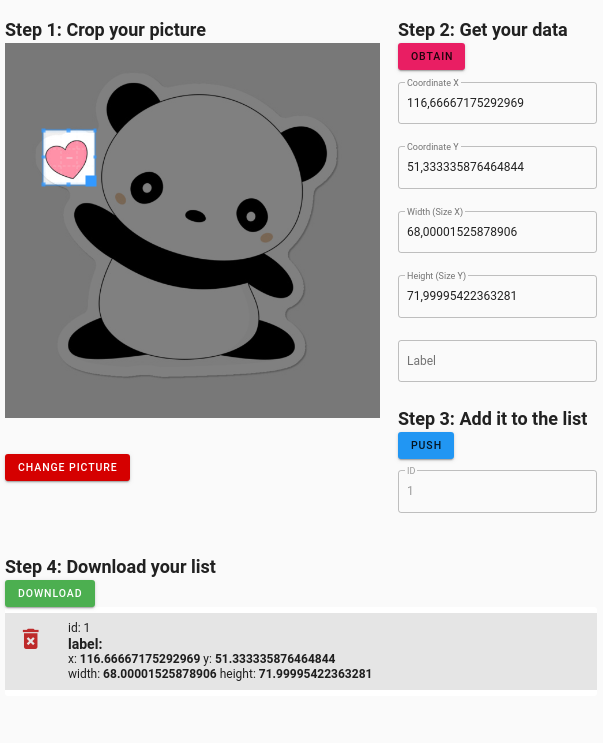 Step 1: Crop your picture
CHANGE PICTURE
Step 2: Get your data
OBTAIN
Coordinate X
116,66667175292969
Coordinate Y
51,333335876464844
Width (Size X)
68,00001525878906
Height (Size Y)
71,99995422363281
Label
Step 3: Add it to the list
PUSH
ID
1
Step 4: Download your list
DOWNLOAD
id: 1
label:
x: 116.66667175292969 y: 51.333335876464844
width: 68.00001525878906 height: 71.99995422363281